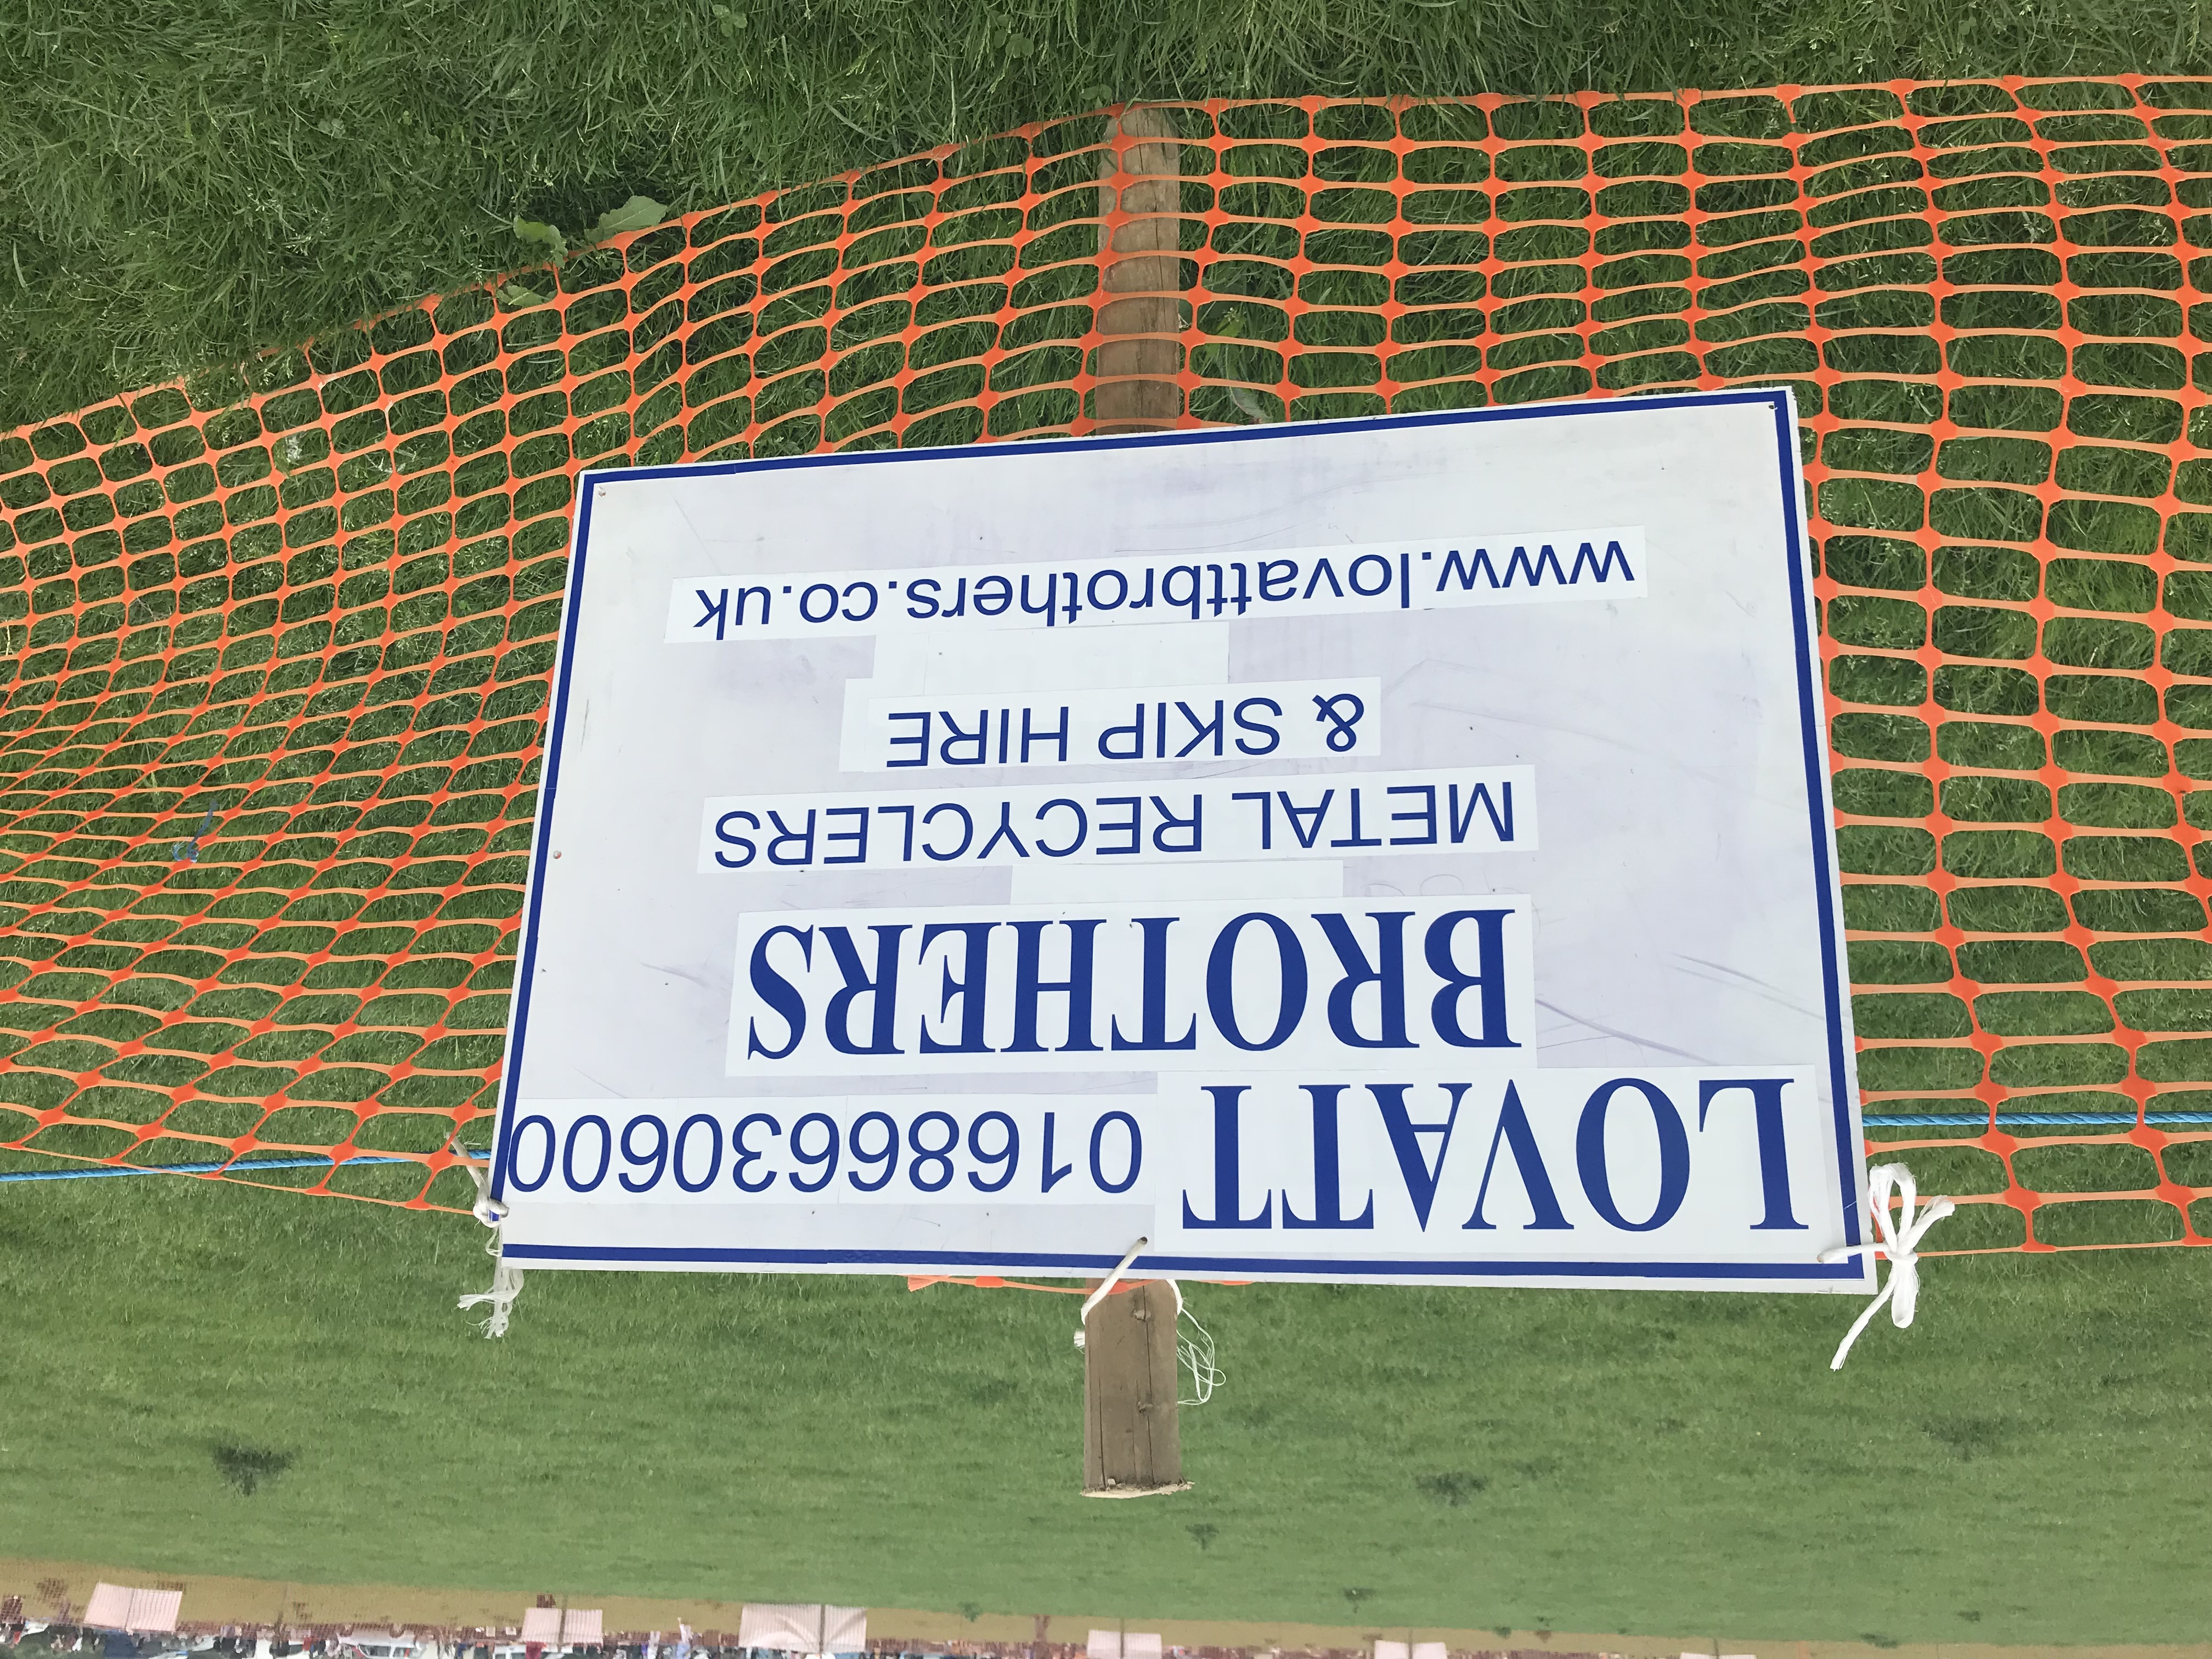 LOVATT 01686630600
BROTHERS
METAL RECYCLERS
& SKIP HIRE
www.lovattbrothers.co.uk